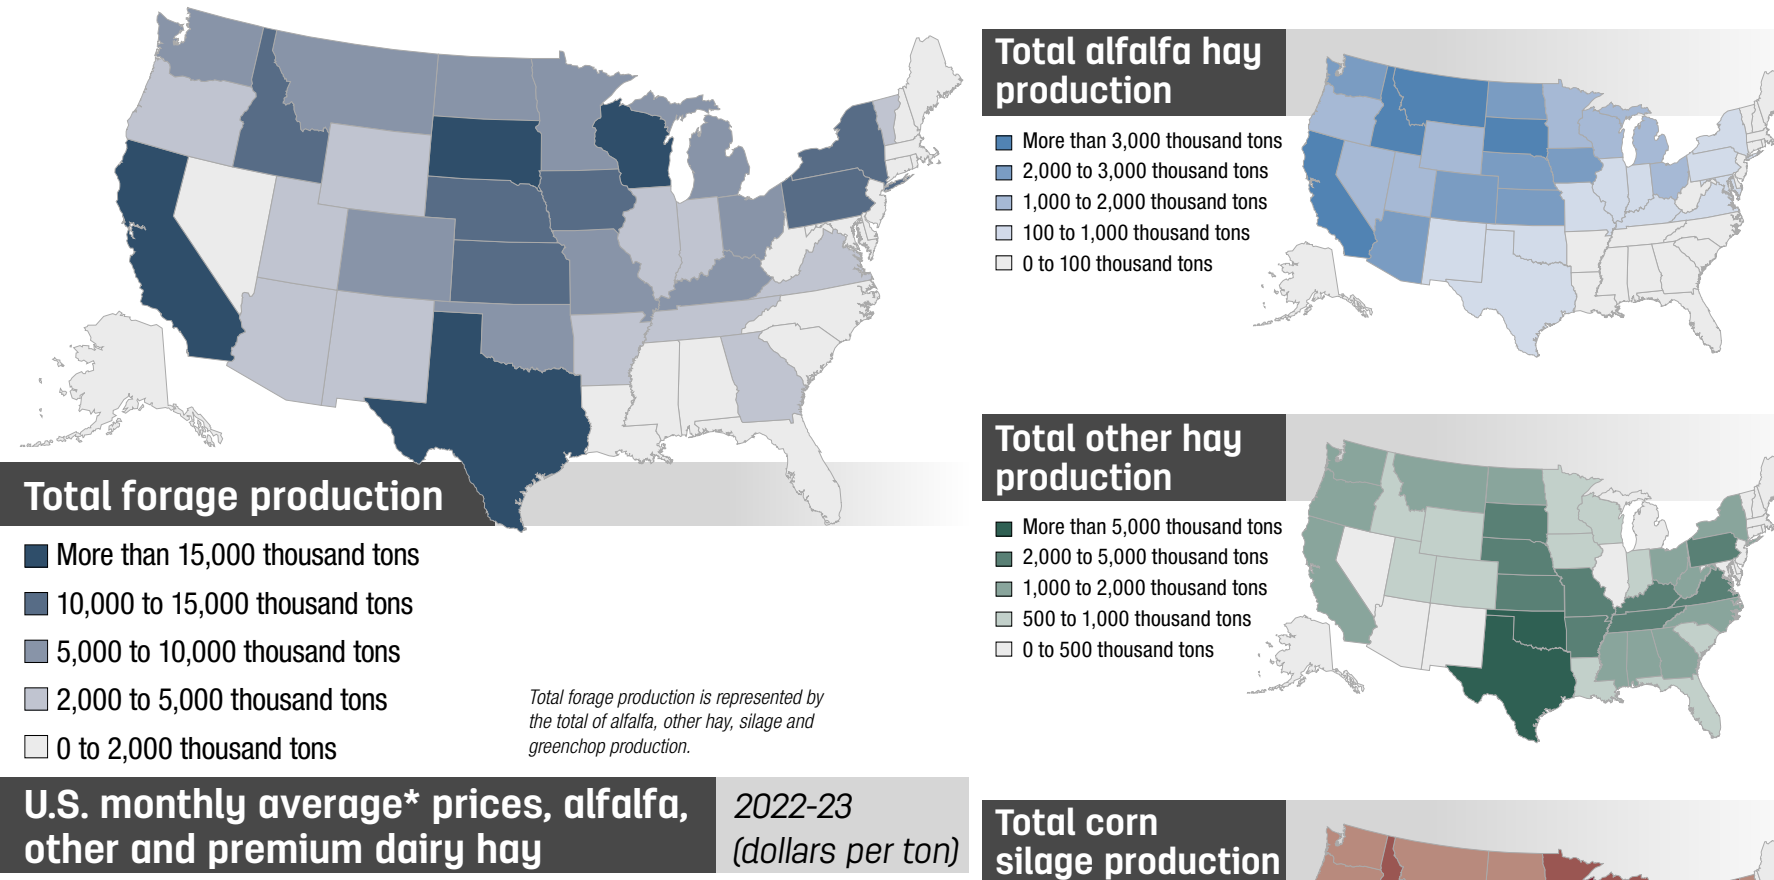 Total forage production
More than 15,000 thousand tons
10,000 to 15,000 thousand tons
5,000 to 10,000 thousand tons
2,000 to 5,000 thousand tons
0 to 2,000 thousand tons
Total forage production is represented by
the total of alfalfa, other hay, silage and
greenchop production.
U.S. monthly average* prices, alfalfa,
other and premium dairy hay
2022-23
(dollars per ton)
Total alfalfa hay
production
More than 3,000 thousand tons
2,000 to 3,000 thousand tons
1,000 to 2,000 thousand tons
100 to 1,000 thousand tons
0 to 100 thousand tons
Total other hay
production
More than 5,000 thousand tons
2,000 to 5,000 thousand tons
1,000 to 2,000 thousand tons
500 to 1,000 thousand tons
0 to 500 thousand tons
Total corn
silage production